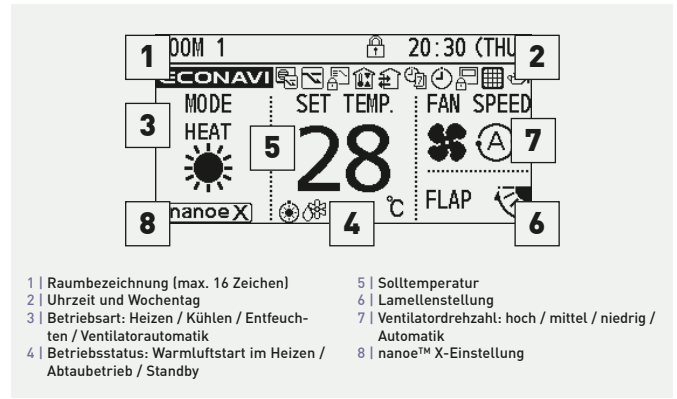 1
OOM 1
20:30 (THU
2
ECONAVI
3
MODE
HEAT
5
SET TEMP.
28
4
°C
FAN SPEED
A
7
FLAP
6
8
nanoe X
1 | Raumbezeichnung (max. 16 Zeichen)
2 | Uhrzeit und Wochentag
3 | Betriebsart: Heizen / Kühlen / Entfeuch-
ten / Ventilatorautomatik
4 | Betriebsstatus: Warmluftstart im Heizen /
Abtaubetrieb / Standby
5 | Solltemperatur
6 | Lamellenstellung
7 | Ventilatordrehzahl: hoch / mittel / niedrig /
Automatik
8 | nanoe™ X-Einstellung